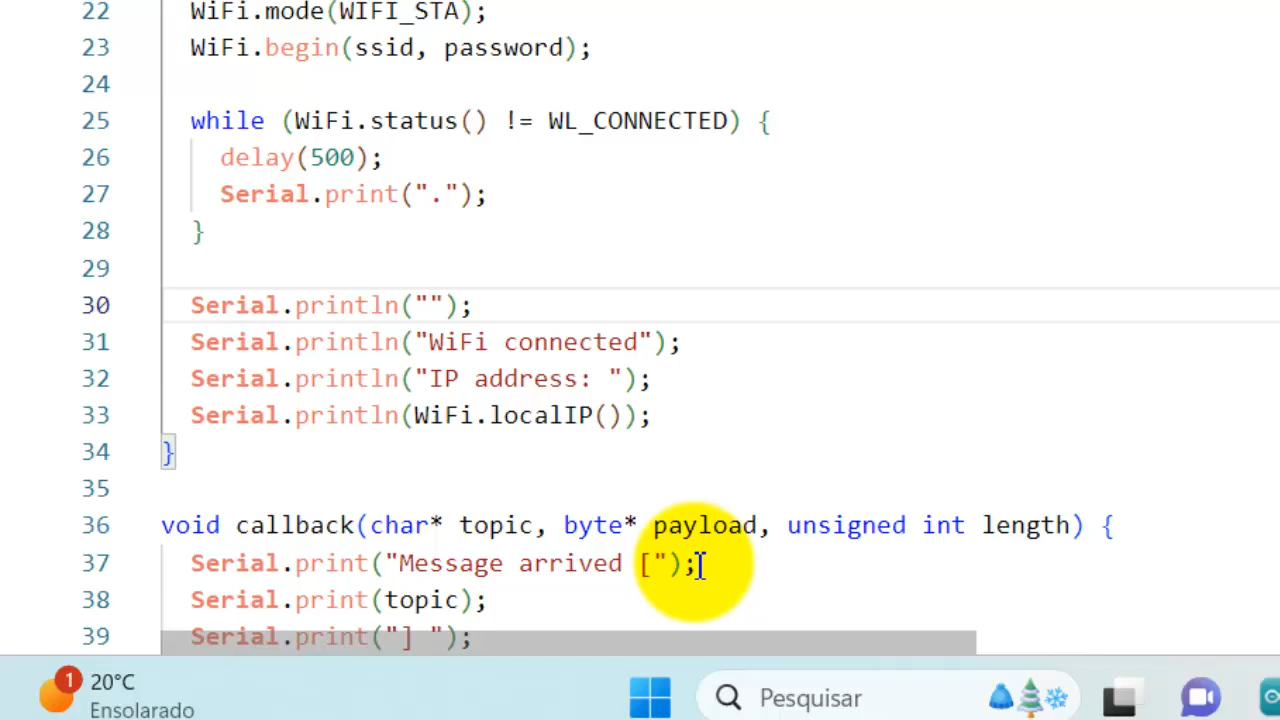 22 WiFi.mode(WIFI_STA);
23 WiFi.begin(ssid, password);
24
25 while (WiFi.status() != WL_CONNECTED) {
26 delay(500);
27 Serial.print(".");
28 }
29
30 Serial.println("");
31 Serial.println("WiFi connected");
32 Serial.println("IP address: ");
33 Serial.println(WiFi.localIP());
34 }
35
36 void callback(char* topic, byte* payload, unsigned int length) {
37 Serial.print("Message arrived [");
38 Serial.print(topic);
39 Serial.print("] ");
1
20°C
Ensolarado
Pesquisar